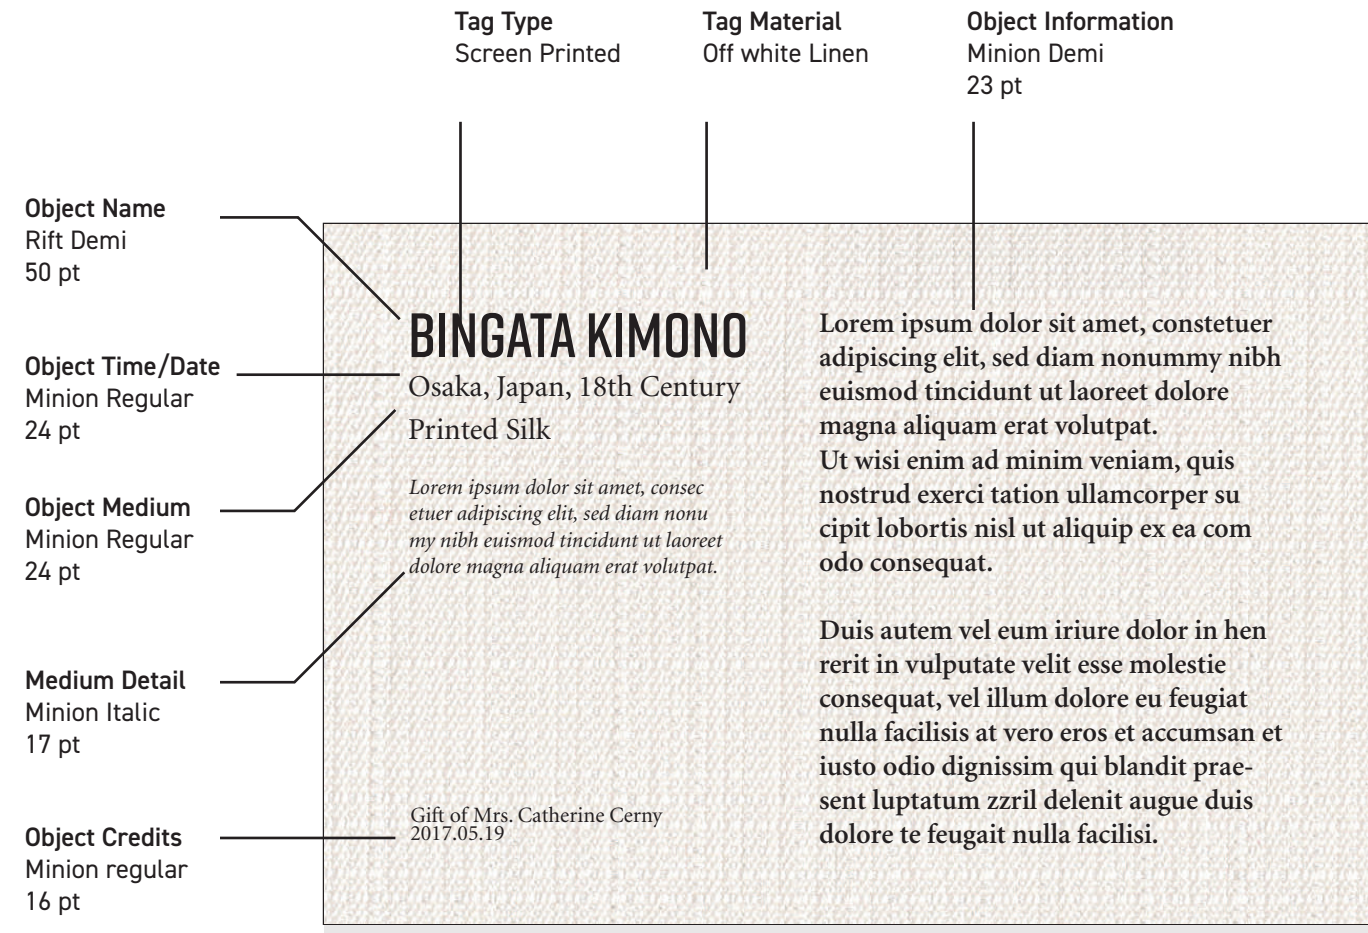 Tag Type
Screen Printed
Tag Material
Off white Linen
Object Information
Minion Demi
23 pt
Object Name
Rift Demi
50 pt
Object Time/Date
Minion Regular
24 pt
Object Medium
Minion Regular
24 pt
Medium Detail
Minion Italic
17 pt
Object Credits
Minion regular
16 pt
BINGATA KIMONO
Osaka, Japan, 18th Century
Printed Silk
Lorem ipsum dolor sit amet, consec
etuer adipiscing elit, sed diam nonu
my nibh euismod tincidunt ut laoreet
dolore magna aliquam erat volutpat.
Gift of Mrs. Catherine Cerny
2017.05.19
Lorem ipsum dolor sit amet, constetuer
adipiscing elit, sed diam nonummy nibh
euismod tincidunt ut laoreet dolore
magna aliquam erat volutpat.
Ut wisi enim ad minim veniam, quis
nostrud exerci tation ullamcorper su
cipit lobortis nisl ut aliquip ex ea com
odo consequat.
Duis autem vel eum iriure dolor in hen
rerit in vulputate velit esse molestie
consequat, vel illum dolore eu feugiat
nulla facilisis at vero eros et accumsan et
iusto odio dignissim qui blandit prae-
sent luptatum zzril delenit augue duis
dolore te feugait nulla facilisi.